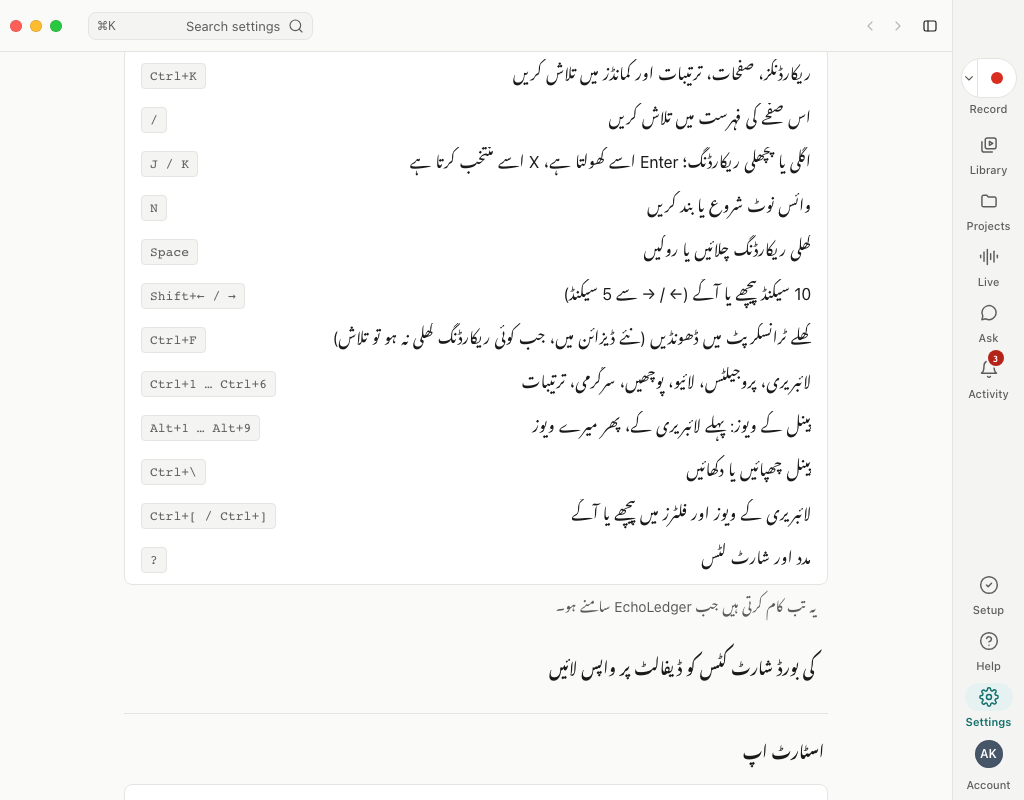 ⌘K Search settings
ریکارڈنگز، صفحات، ترتیبات اور کمانڈز میں تلاش کریں Ctrl+K
اس صفحے کی فہرست میں تلاش کریں /
اگلی یا پچھلی ریکارڈنگ؛ Enter اسے کھولتا ہے، X اسے منتخب کرتا ہے J / K
وائس نوٹ شروع یا بند کریں N
کھلی ریکارڈنگ چلائیں یا روکیں Space
10 سیکنڈ پیچھے یا آگے (← / → سے 5 سیکنڈ) Shift+← / →
کھلے ٹرانسکرپٹ میں ڈھونڈیں (نئے ڈیزائن میں، جب کوئی ریکارڈنگ کھلی نہ ہو تو تلاش) Ctrl+F
لائبریری، پروجیکٹس، لائیو، پوچھیں، سرگرمی، ترتیبات Ctrl+1 … Ctrl+6
پینل کے ویوز: پہلے لائبریری کے، پھر میرے ویوز Alt+1 … Alt+9
پینل چھپائیں یا دکھائیں Ctrl+\
لائبریری کے ویوز اور فلٹرز میں پیچھے یا آگے Ctrl+[ / Ctrl+]
مدد اور شارٹ کٹس ?
یہ تب کام کرتی ہیں جب EchoLedger سامنے ہو۔
کی بورڈ شارٹ کٹس کو ڈیفالٹ پر واپس لائیں
اسٹارٹ اپ
Record
Library
Projects
Live
Ask
3
Activity
Setup
Help
Settings
AK
Account